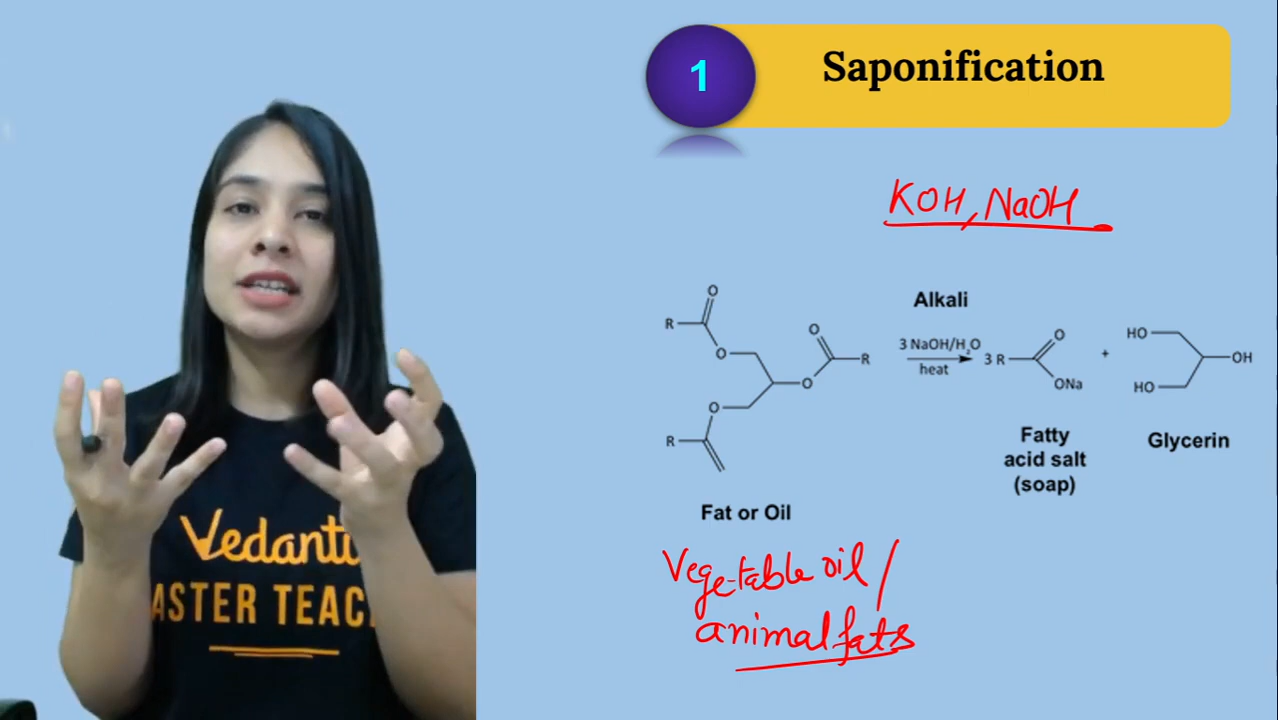 1
Saponification
KOH, NaOH
O
R
O
O
O
R
O
R
Alkali
3 NaOH/H₂O
heat
3 R
O
ONa
+
HO
OH
HO
Fatty
acid salt
(soap)
Glycerin
Fat or Oil
Vegetable oil /
animal fats
Vedantu
ASTER TEAC